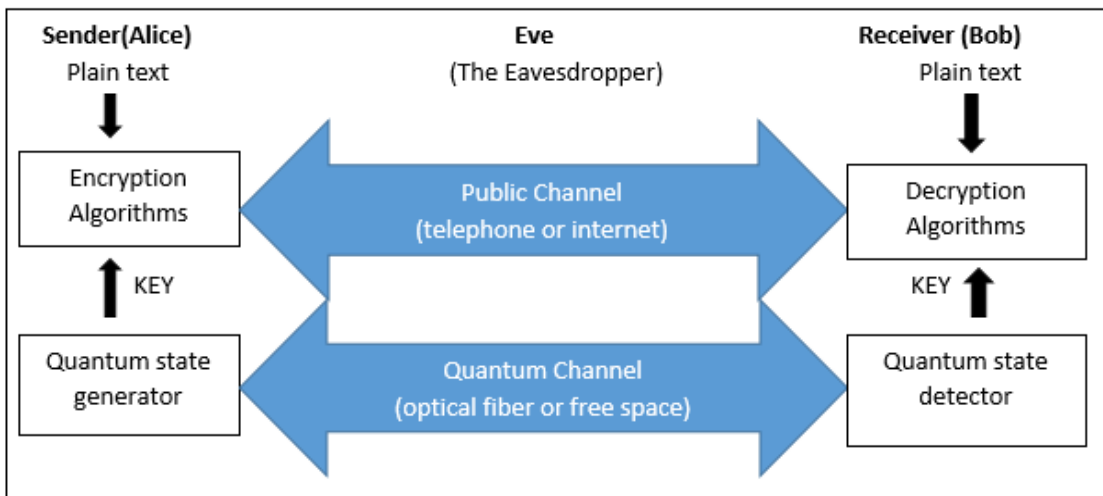 Sender(Alice)
Eve
Receiver (Bob)
Plain text
(The Eavesdropper)
Plain text
Encryption
Algorithms
Public Channel
(telephone or internet)
Decryption
Algorithms
KEY
KEY
Quantum state
generator
Quantum Channel
(optical fiber or free space)
Quantum state
detector